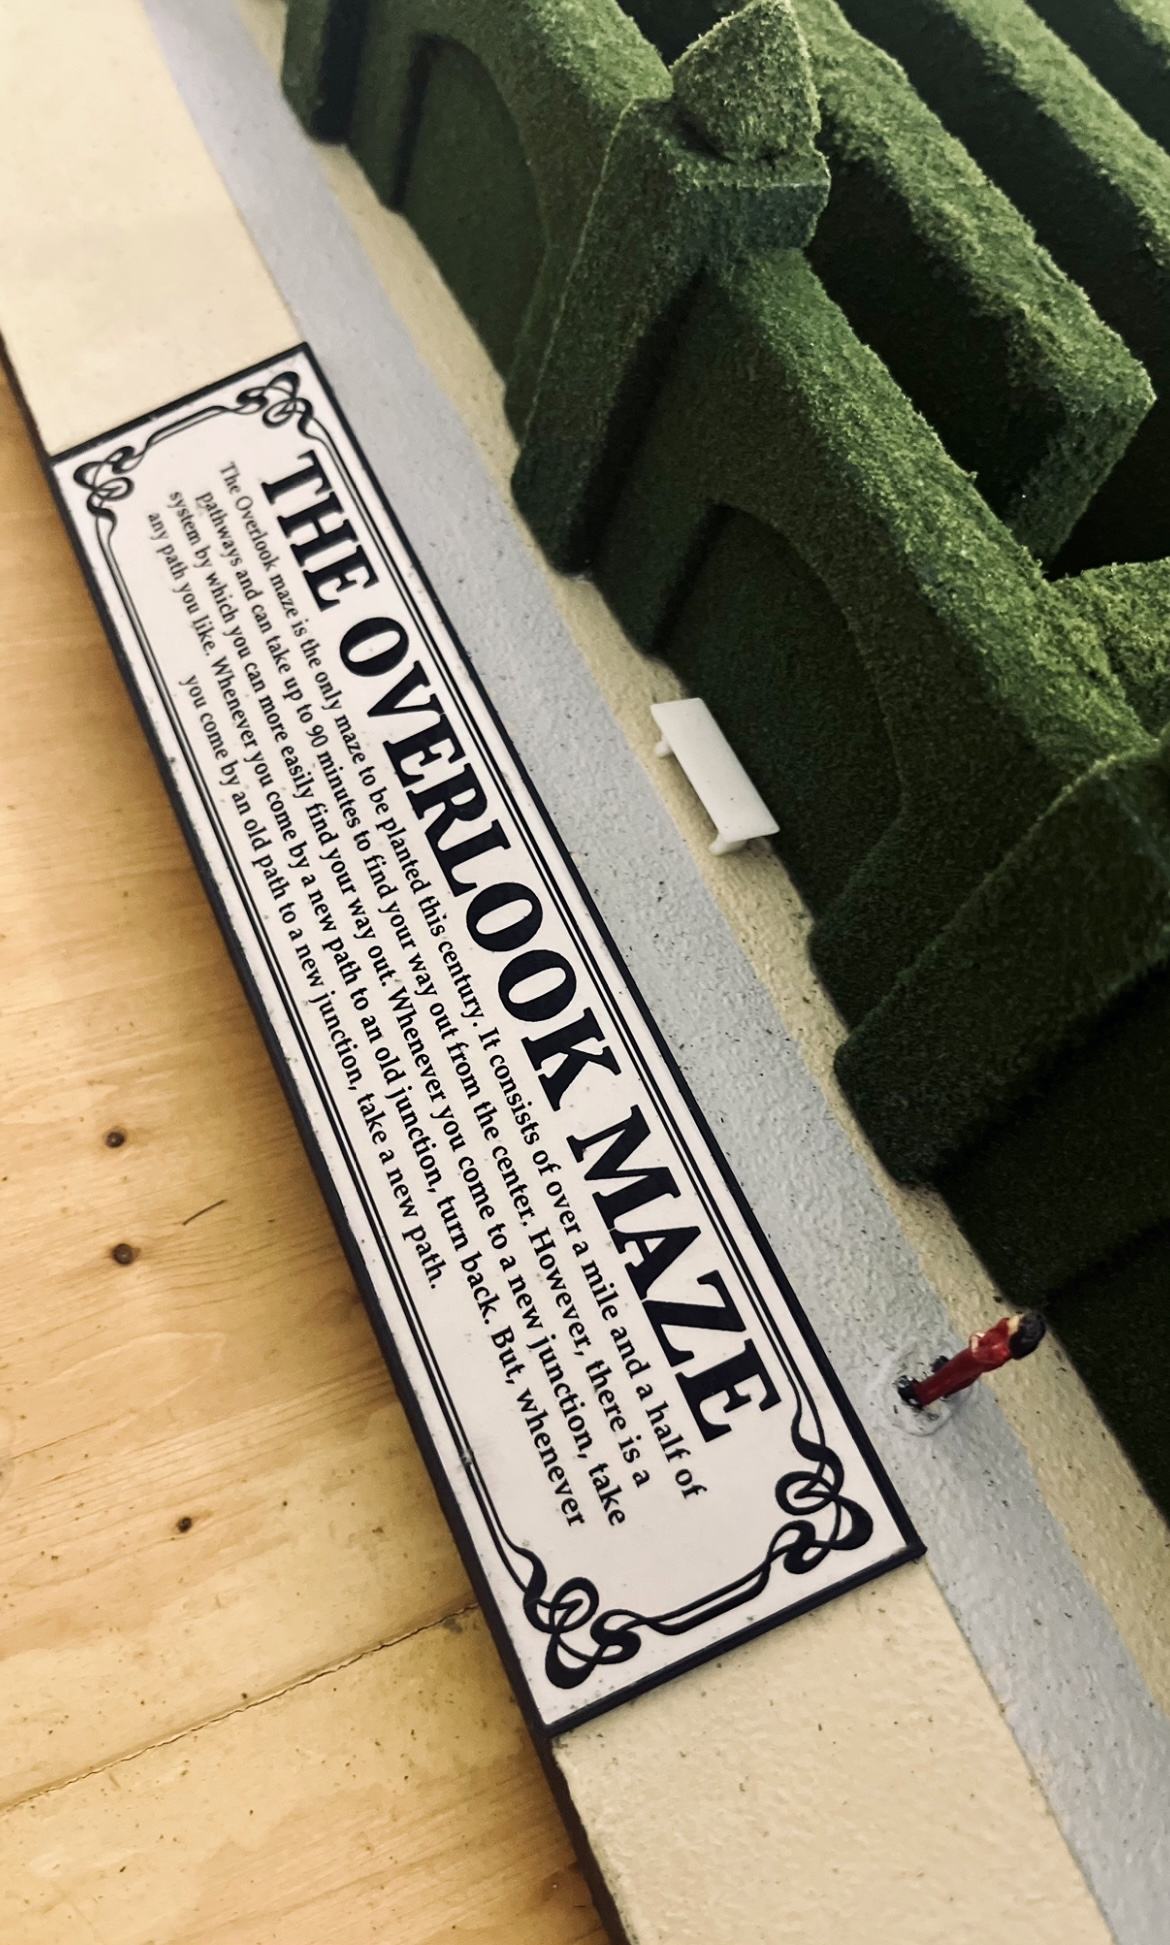 THE OVERLOOK MAZE
The Overlook maze is the only maze to be planted this century. It consists of over a mile and a half of
pathways and can take up to 90 minutes to find your way out from the center. However, there is a
system by which you can more easily find your way out. Whenever you come to a new junction, take
any path you like. Whenever you come by a new path to an old junction, turn back. But, whenever
you come by an old path to a new junction, take a new path.